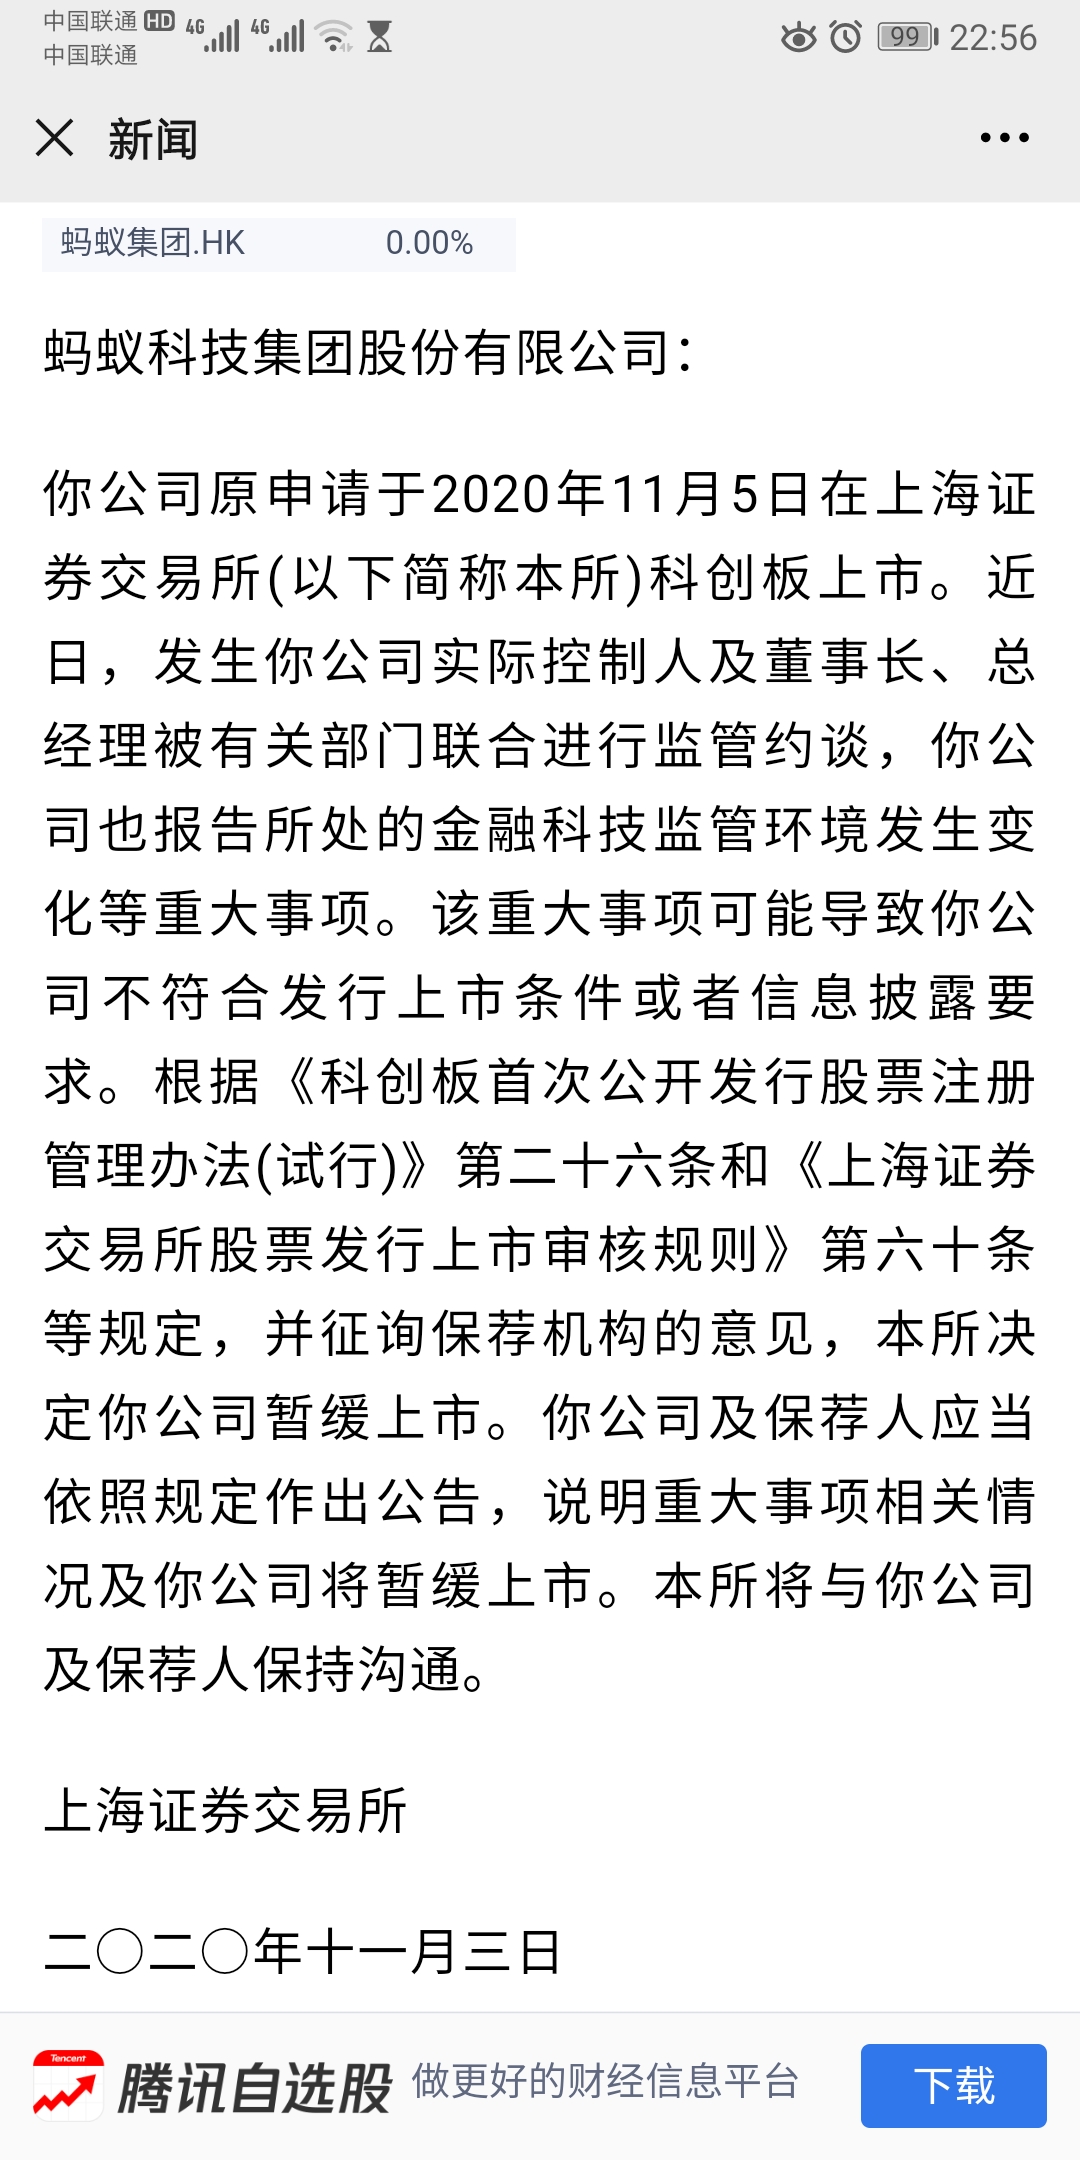 中国联通 HD 4G 4G 99 22:56
中国联通
新闻
蚂蚁集团.HK 0.00%
蚂蚁科技集团股份有限公司：
你公司原申请于2020年11月5日在上海证
券交易所(以下简称本所)科创板上市。近
日，发生你公司实际控制人及董事长、总
经理被有关部门联合进行监管约谈，你公
司也报告所处的金融科技监管环境发生变
化等重大事项。该重大事项可能导致你公
司不符合发行上市条件或者信息披露要
求。根据《科创板首次公开发行股票注册
管理办法(试行)》第二十六条和《上海证券
交易所股票发行上市审核规则》第六十条
等规定，并征询保荐机构的意见，本所决
定你公司暂缓上市。你公司及保荐人应当
依照规定作出公告，说明重大事项相关情
况及你公司将暂缓上市。本所将与你公司
及保荐人保持沟通。
上海证券交易所
二〇二〇年十一月三日
Tencent
腾讯自选股 做更好的财经信息平台 下载